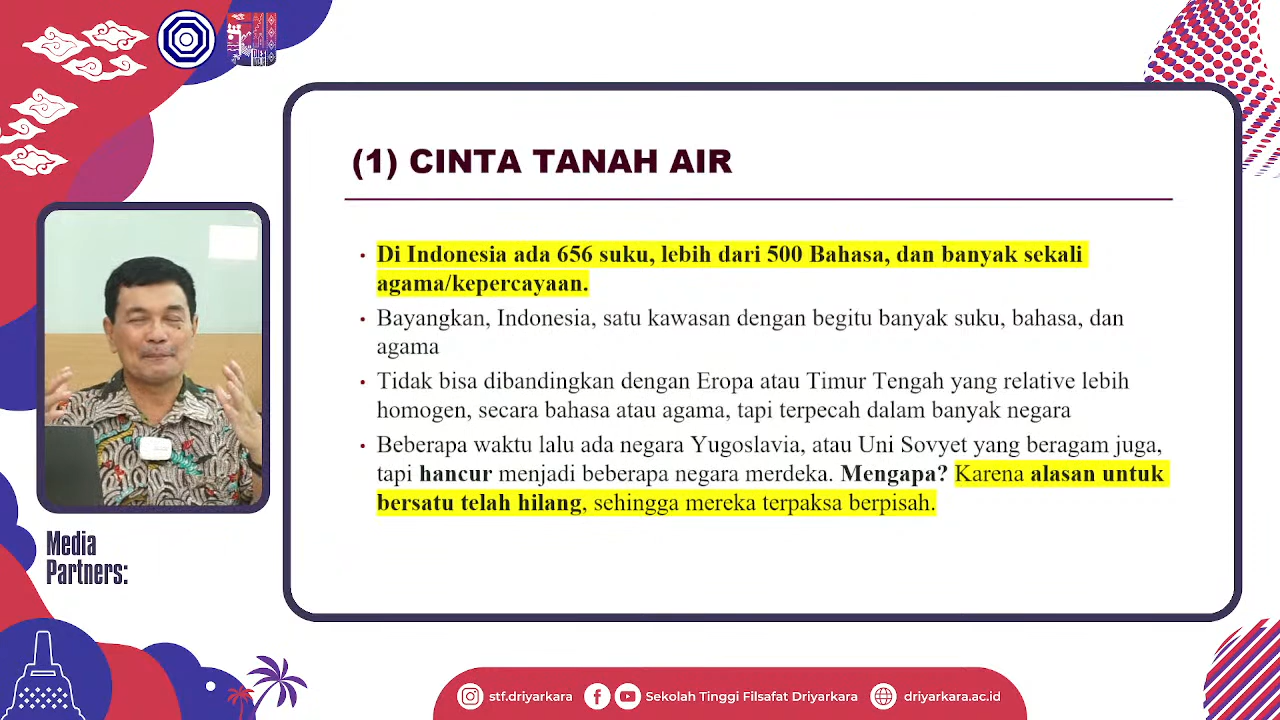 (1) CINTA TANAH AIR
• Di Indonesia ada 656 suku, lebih dari 500 Bahasa, dan banyak sekali
agama/kepercayaan.
• Bayangkan, Indonesia, satu kawasan dengan begitu banyak suku, bahasa, dan
agama
• Tidak bisa dibandingkan dengan Eropa atau Timur Tengah yang relative lebih
homogen, secara bahasa atau agama, tapi terpecah dalam banyak negara
• Beberapa waktu lalu ada negara Yugoslavia, atau Uni Sovyet yang beragam juga,
tapi hancur menjadi beberapa negara merdeka. Mengapa? Karena alasan untuk
bersatu telah hilang, sehingga mereka terpaksa berpisah.
Media
Partners:
stf.driyarkara Sekolah Tinggi Filsafat Driyarkara driyarkara.ac.id